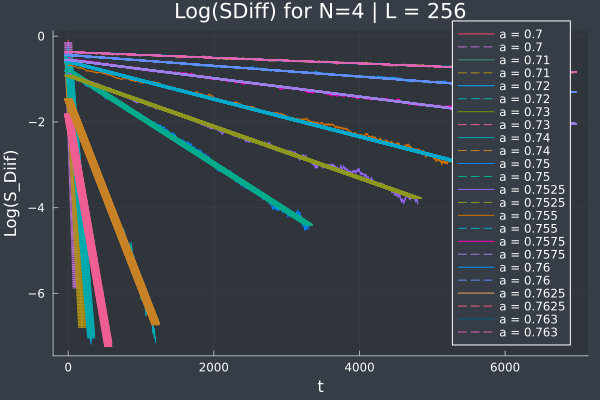 Log(SDiff) for N=4 | L = 256
Log(S_Diif)
0
−2
−4
−6
0
2000
4000
6000
t
a = 0.7
a = 0.7
a = 0.71
a = 0.71
a = 0.72
a = 0.72
a = 0.73
a = 0.73
a = 0.74
a = 0.74
a = 0.75
a = 0.75
a = 0.7525
a = 0.7525
a = 0.755
a = 0.755
a = 0.7575
a = 0.7575
a = 0.76
a = 0.76
a = 0.7625
a = 0.7625
a = 0.763
a = 0.763